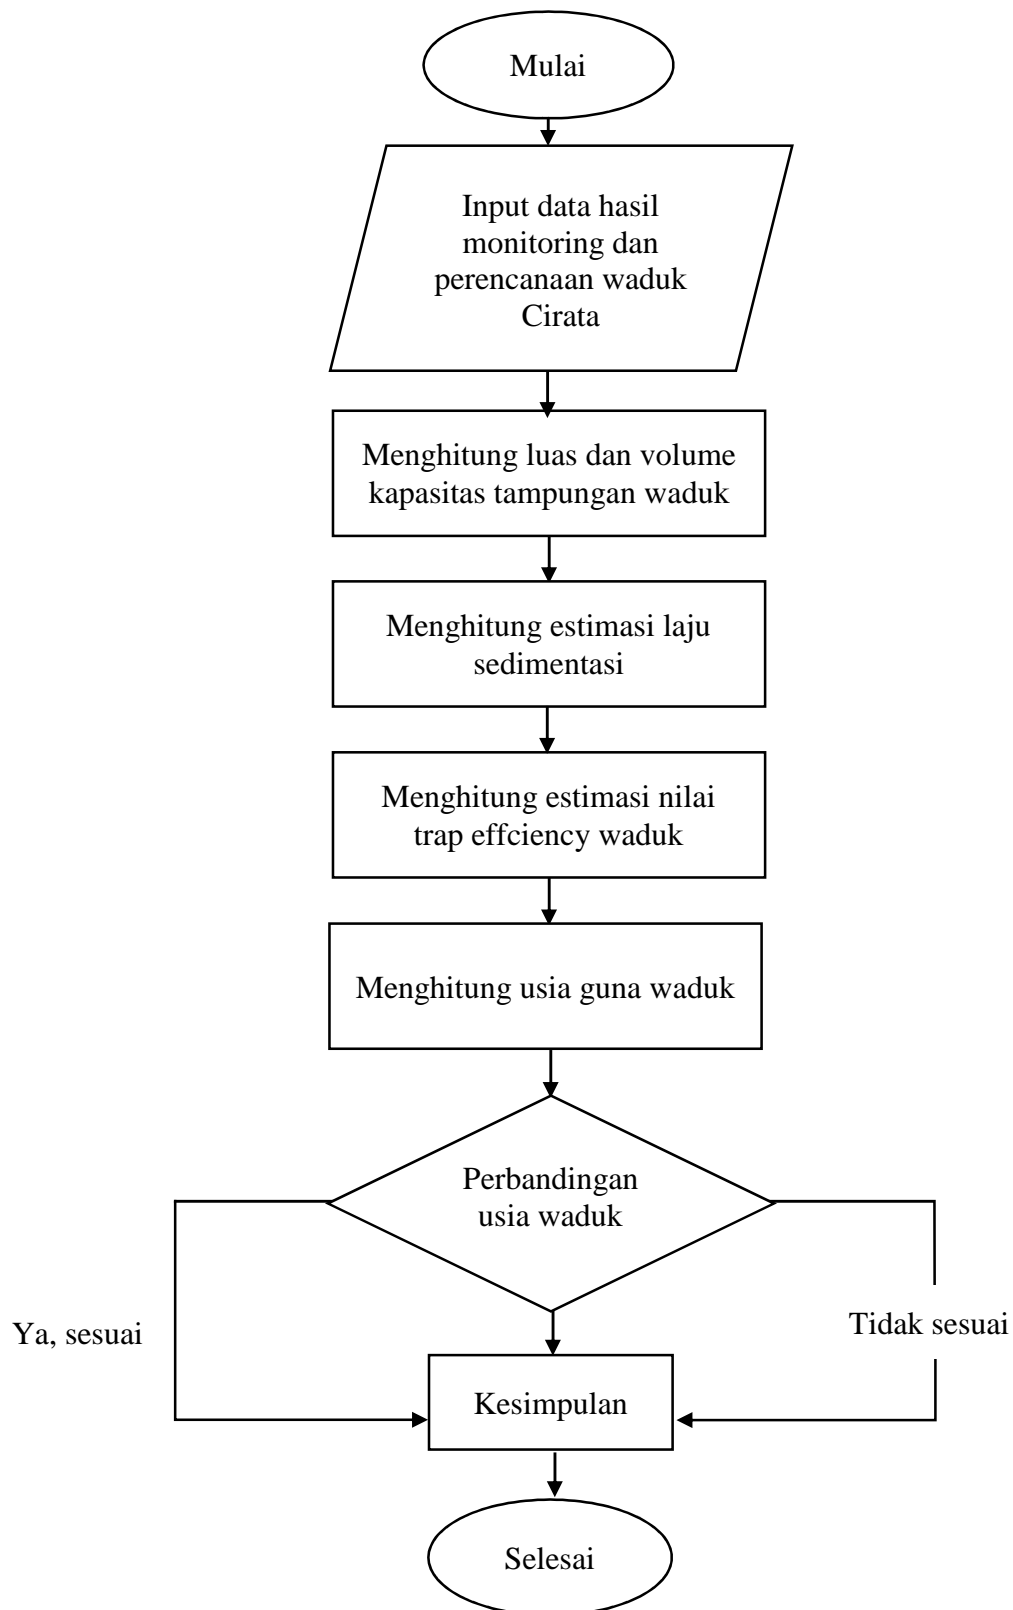 Mulai
Input data hasil
monitoring dan
perencanaan waduk
Cirata
Menghitung luas dan volume
kapasitas tampungan waduk
Menghitung estimasi laju
sedimentasi
Menghitung estimasi nilai
trap effciency waduk
Menghitung usia guna waduk
Perbandingan
usia waduk
Ya, sesuai
Tidak sesuai
Kesimpulan
Selesai